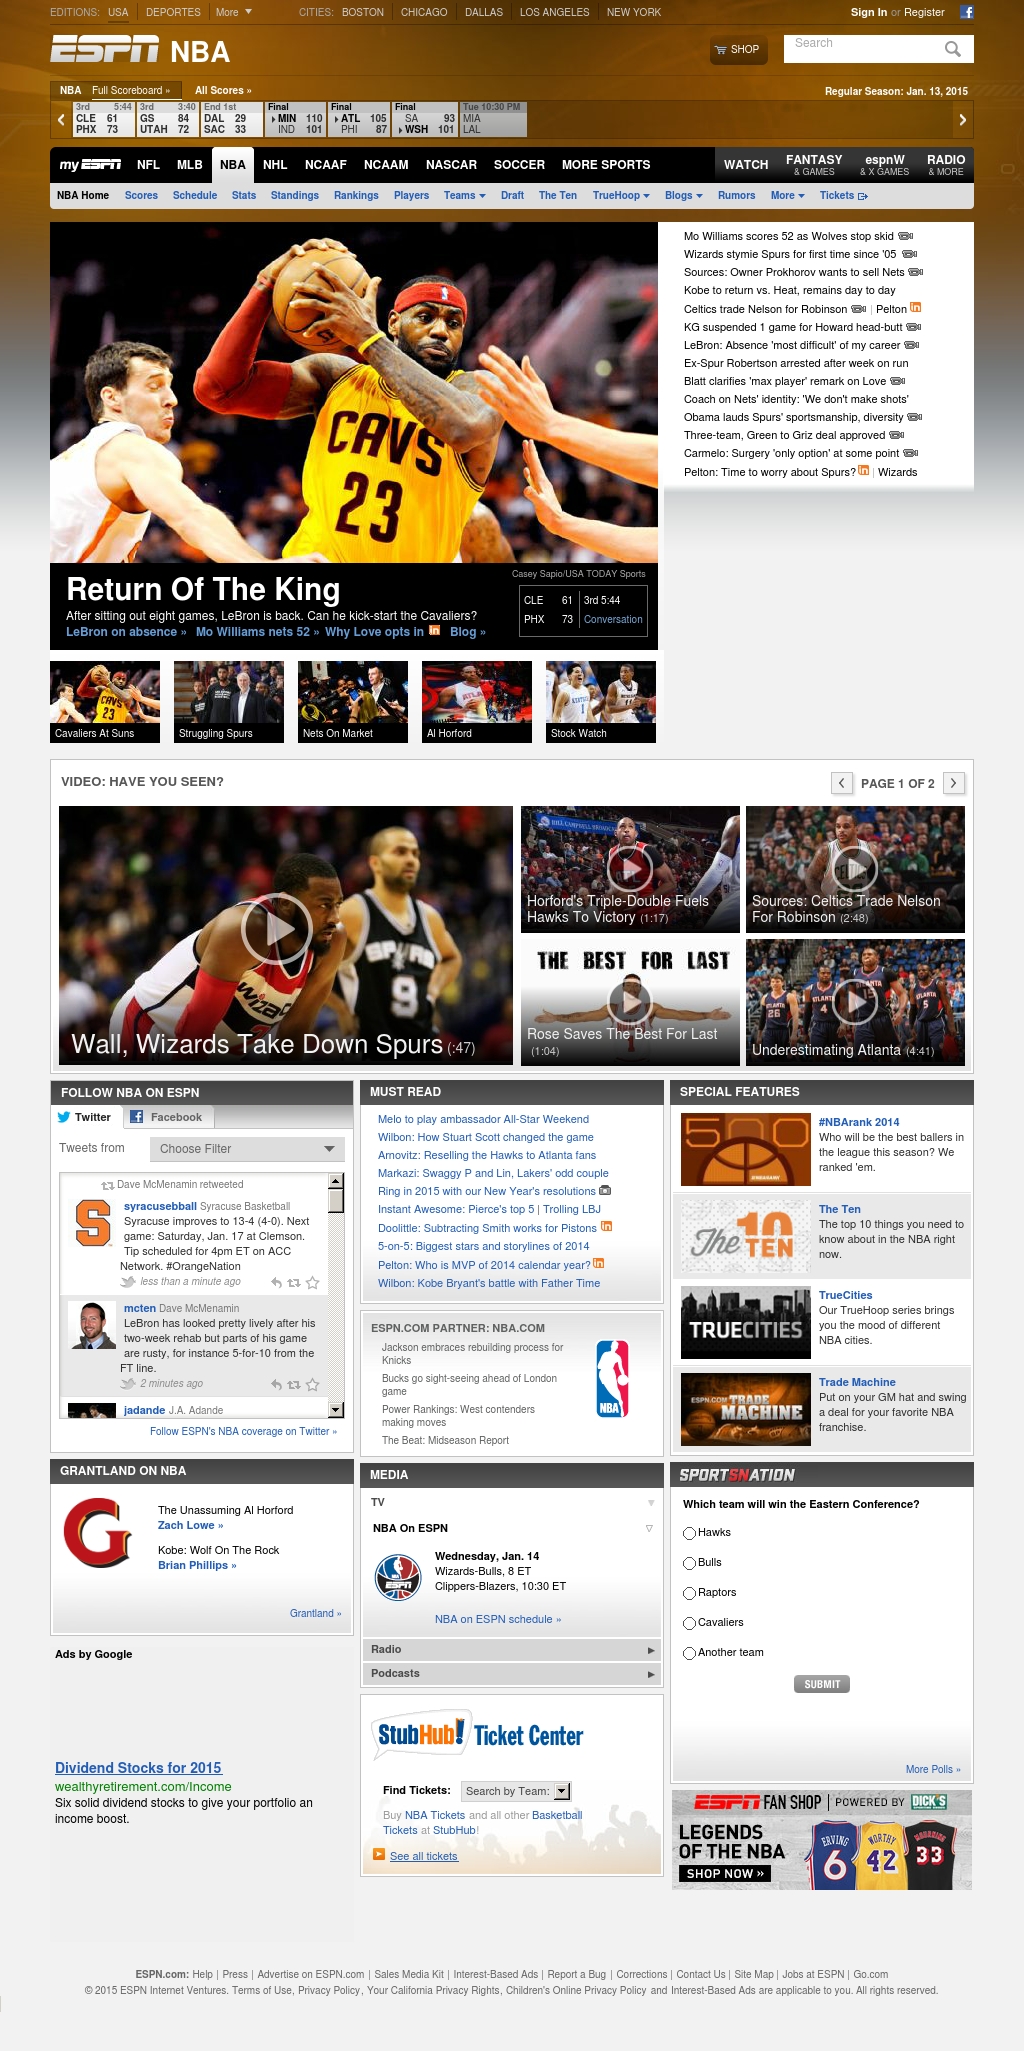 EDITIONS: USA DEPORTES More CITIES: BOSTON CHICAGO DALLAS LOS ANGELES NEW YORK Sign In or Register
ESPN NBA SHOP Search
NBA Full Scoreboard » All Scores » Regular Season: Jan. 13, 2015
3rd 5:44 3rd 3:40 End 1st Final Final Final Tue 10:30 PM
CLE 61 GS 84 DAL 29 MIN 110 ATL 105 SA 93 MIA
PHX 73 UTAH 72 SAC 33 IND 101 PHI 87 WSH 101 LAL
myESPN NFL MLB NBA NHL NCAAF NCAAM NASCAR SOCCER MORE SPORTS WATCH FANTASY & GAMES espnW & X GAMES RADIO & MORE
NBA Home Scores Schedule Stats Standings Rankings Players Teams Draft The Ten TrueHoop Blogs Rumors More Tickets
CAVS
23
Return Of The King
Casey Sapio/USA TODAY Sports
After sitting out eight games, LeBron is back. Can he kick-start the Cavaliers?
LeBron on absence » Mo Williams nets 52 » Why Love opts in in Blog »
CLE 61 3rd 5:44
PHX 73 Conversation
Mo Williams scores 52 as Wolves stop skid
Wizards stymie Spurs for first time since '05
Sources: Owner Prokhorov wants to sell Nets
Kobe to return vs. Heat, remains day to day
Celtics trade Nelson for Robinson | Pelton in
KG suspended 1 game for Howard head-butt
LeBron: Absence 'most difficult' of my career
Ex-Spur Robertson arrested after week on run
Blatt clarifies 'max player' remark on Love
Coach on Nets' identity: 'We don't make shots'
Obama lauds Spurs' sportsmanship, diversity
Three-team, Green to Griz deal approved
Carmelo: Surgery 'only option' at some point
Pelton: Time to worry about Spurs? in | Wizards
Cavaliers At Suns Struggling Spurs Nets On Market Al Horford Stock Watch
VIDEO: HAVE YOU SEEN? PAGE 1 OF 2
Wall, Wizards Take Down Spurs (:47)
Horford's Triple-Double Fuels
Hawks To Victory (1:17)
Sources: Celtics Trade Nelson
For Robinson (2:48)
THE BEST FOR LAST
Rose Saves The Best For Last
(1:04)
Underestimating Atlanta (4:41)
FOLLOW NBA ON ESPN
Twitter Facebook
Tweets from Choose Filter
Dave McMenamin retweeted
syracusebball Syracuse Basketball
Syracuse improves to 13-4 (4-0). Next
game: Saturday, Jan. 17 at Clemson.
Tip scheduled for 4pm ET on ACC
Network. #OrangeNation
less than a minute ago
mcten Dave McMenamin
LeBron has looked pretty lively after his
two-week rehab but parts of his game
are rusty, for instance 5-for-10 from the
FT line.
2 minutes ago
jadande J.A. Adande
Follow ESPN's NBA coverage on Twitter »
GRANTLAND ON NBA
G
The Unassuming Al Horford
Zach Lowe »
Kobe: Wolf On The Rock
Brian Phillips »
Grantland »
Ads by Google
Dividend Stocks for 2015
wealthyretirement.com/Income
Six solid dividend stocks to give your portfolio an
income boost.
MUST READ
Melo to play ambassador All-Star Weekend
Wilbon: How Stuart Scott changed the game
Arnovitz: Reselling the Hawks to Atlanta fans
Markazi: Swaggy P and Lin, Lakers' odd couple
Ring in 2015 with our New Year's resolutions
Instant Awesome: Pierce's top 5 | Trolling LBJ
Doolittle: Subtracting Smith works for Pistons in
5-on-5: Biggest stars and storylines of 2014
Pelton: Who is MVP of 2014 calendar year? in
Wilbon: Kobe Bryant's battle with Father Time
ESPN.COM PARTNER: NBA.COM
Jackson embraces rebuilding process for
Knicks
Bucks go sight-seeing ahead of London
game
Power Rankings: West contenders
making moves
The Beat: Midseason Report
NBA
MEDIA
TV
NBA On ESPN
Wednesday, Jan. 14
Wizards-Bulls, 8 ET
Clippers-Blazers, 10:30 ET
NBA on ESPN schedule »
Radio
Podcasts
StubHub! Ticket Center
Find Tickets: Search by Team:
Buy NBA Tickets and all other Basketball
Tickets at StubHub!
See all tickets
SPECIAL FEATURES
500
#NBArank 2014
Who will be the best ballers in
the league this season? We
ranked 'em.
The 10 TEN
The Ten
The top 10 things you need to
know about in the NBA right
now.
TRUECITIES
TrueCities
Our TrueHoop series brings
you the mood of different
NBA cities.
ESPN.COM TRADE MACHINE
Trade Machine
Put on your GM hat and swing
a deal for your favorite NBA
franchise.
SPORTSNATION
Which team will win the Eastern Conference?
Hawks
Bulls
Raptors
Cavaliers
Another team
SUBMIT
More Polls »
ESPN FAN SHOP | POWERED BY DICK'S
LEGENDS
OF THE NBA
SHOP NOW »
ERVING 6 WORTHY 42 MOURNING 33
ESPN.com: Help | Press | Advertise on ESPN.com | Sales Media Kit | Interest-Based Ads | Report a Bug | Corrections | Contact Us | Site Map | Jobs at ESPN | Go.com
© 2015 ESPN Internet Ventures. Terms of Use, Privacy Policy, Your California Privacy Rights, Children's Online Privacy Policy and Interest-Based Ads are applicable to you. All rights reserved.